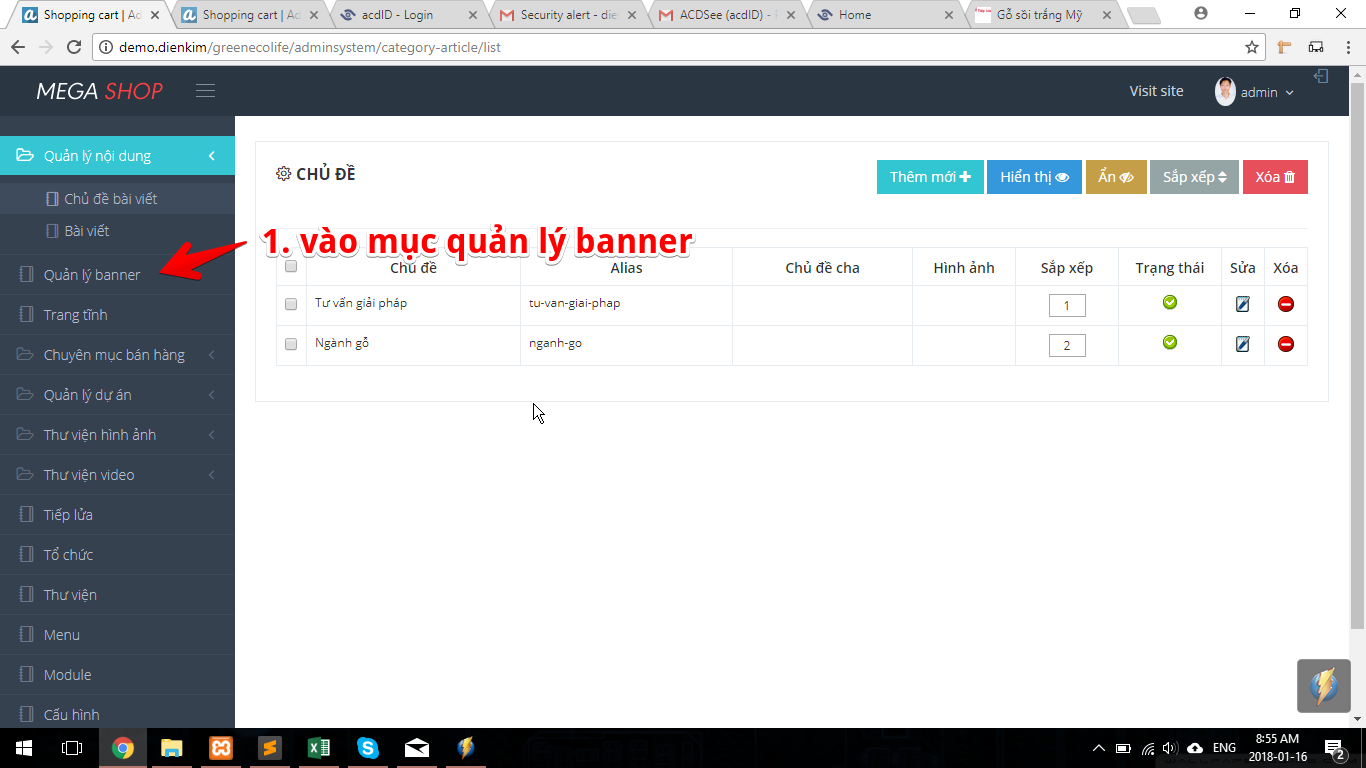 Shopping cart | Ad
Shopping cart | Ad
acdID - Login
Security alert - die
ACDSee (acdID) -
Home
Gỗ sồi trắng Mỹ
demo.dienkim/greenecolife/adminsystem/category-article/list
MEGA SHOP
Visit site
admin
Quản lý nội dung
Chủ đề bài viết
Bài viết
Quản lý banner
Trang tĩnh
Chuyên mục bán hàng
Quản lý dự án
Thư viện hình ảnh
Thư viện video
Tiếp lửa
Tổ chức
Thư viện
Menu
Module
Cấu hình
CHỦ ĐỀ
Thêm mới
Hiển thị
Ẩn
Sắp xếp
Xóa
1. vào mục quản lý banner
Chủ đề Alias Chủ đề cha Hình ảnh Sắp xếp Trạng thái Sửa Xóa
Tư vấn giải pháp tu-van-giai-phap 1
Ngành gỗ nganh-go 2
ENG
8:55 AM
2018-01-16
2